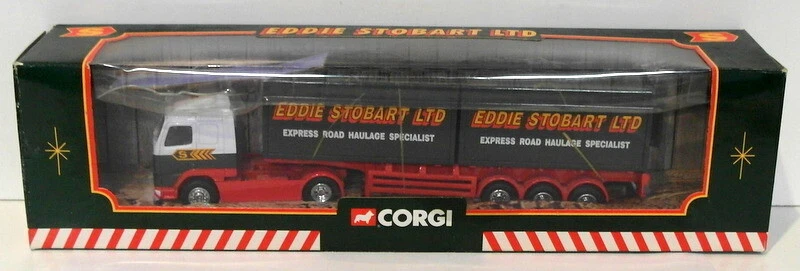 S
EDDIE STOBART LTD
S
EDDIE STOBART LTD
EXPRESS ROAD HAULAGE SPECIALIST
EDDIE STOBART LTD
EXPRESS ROAD HAULAGE SPECIALIST
S
CORGI